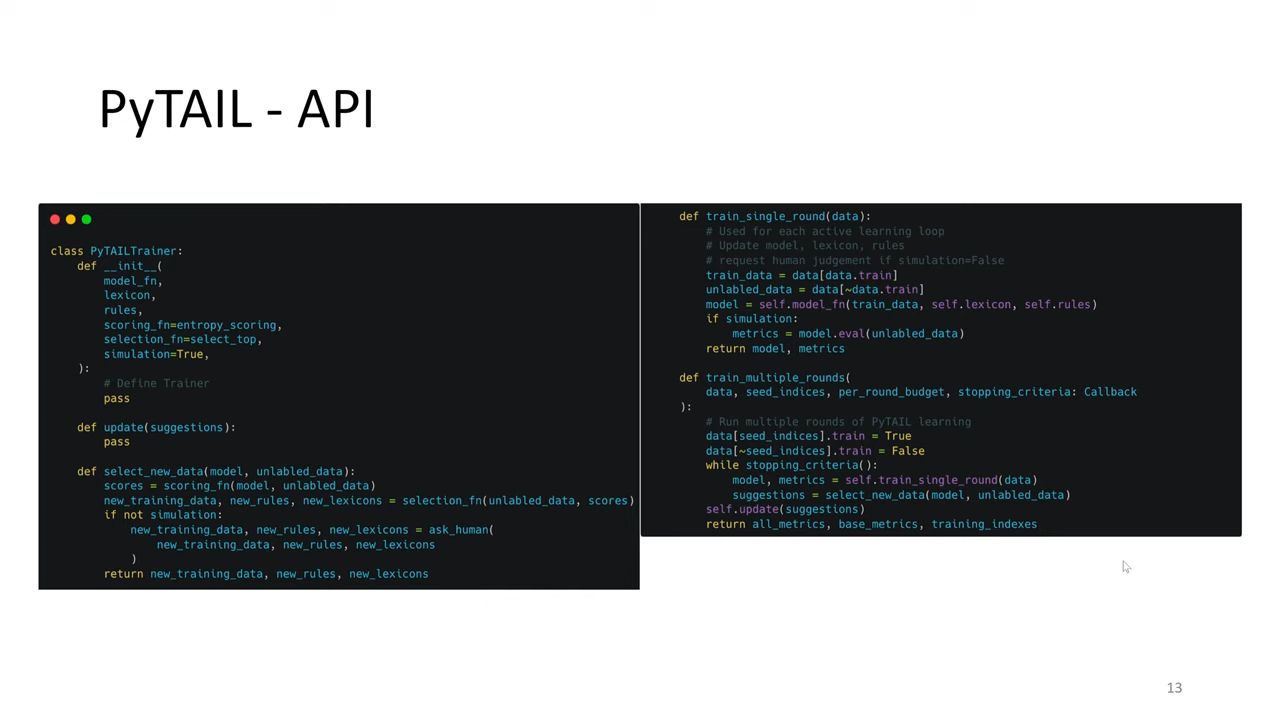 PyTAIL - API
class PyTAILTrainer:
    def __init__(
        model_fn,
        lexicon,
        rules,
        scoring_fn=entropy_scoring,
        selection_fn=select_top,
        simulation=True,
    ):
        # Define Trainer
        pass
    def update(suggestions):
        pass
    def select_new_data(model, unlabled_data):
        scores = scoring_fn(model, unlabled_data)
        new_training_data, new_rules, new_lexicons = selection_fn(unlabled_data, scores)
        if not simulation:
            new_training_data, new_rules, new_lexicons = ask_human(
                new_training_data, new_rules, new_lexicons
            )
        return new_training_data, new_rules, new_lexicons
    def train_single_round(data):
        # Used for each active learning loop
        # Update model, lexicon, rules
        # request human judgement if simulation=False
        train_data = data[data.train]
        unlabled_data = data[~data.train]
        model = self.model_fn(train_data, self.lexicon, self.rules)
        if simulation:
            metrics = model.eval(unlabled_data)
        return model, metrics
    def train_multiple_rounds(
        data, seed_indices, per_round_budget, stopping_criteria: Callback
    ):
        # Run multiple rounds of PyTAIL learning
        data[seed_indices].train = True
        data[~seed_indices].train = False
        while stopping_criteria():
            model, metrics = self.train_single_round(data)
            suggestions = select_new_data(model, unlabled_data)
        self.update(suggestions)
        return all_metrics, base_metrics, training_indexes
13